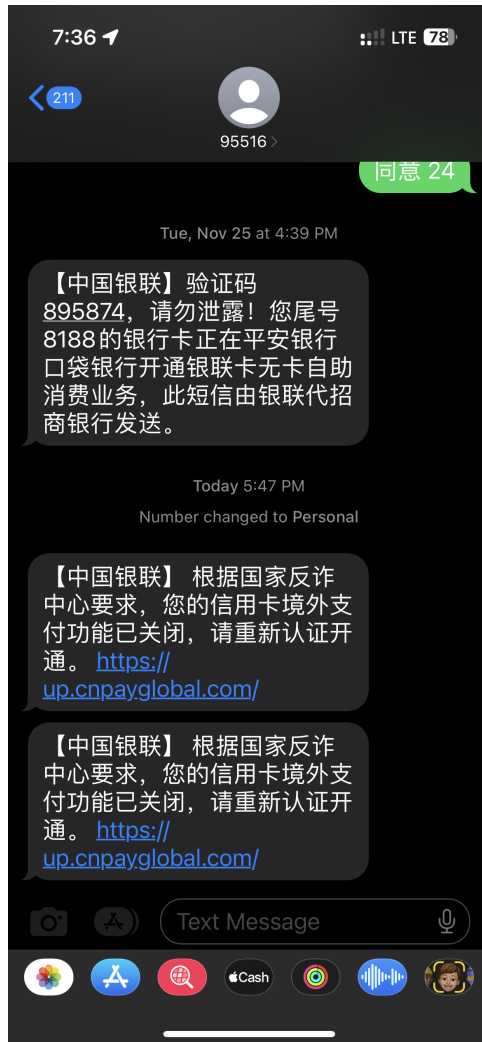 7:36
LTE 78
211
95516
同意 24
Tue, Nov 25 at 4:39 PM
【中国银联】验证码
895874，请勿泄露！您尾号
8188的银行卡正在平安银行
口袋银行开通银联卡无卡自助
消费业务，此短信由银联代招
商银行发送。
Today 5:47 PM
Number changed to Personal
【中国银联】 根据国家反诈
中心要求，您的信用卡境外支
付功能已关闭，请重新认证开
通。 https://
up.cnpayglobal.com/
【中国银联】 根据国家反诈
中心要求，您的信用卡境外支
付功能已关闭，请重新认证开
通。 https://
up.cnpayglobal.com/
Text Message
Cash